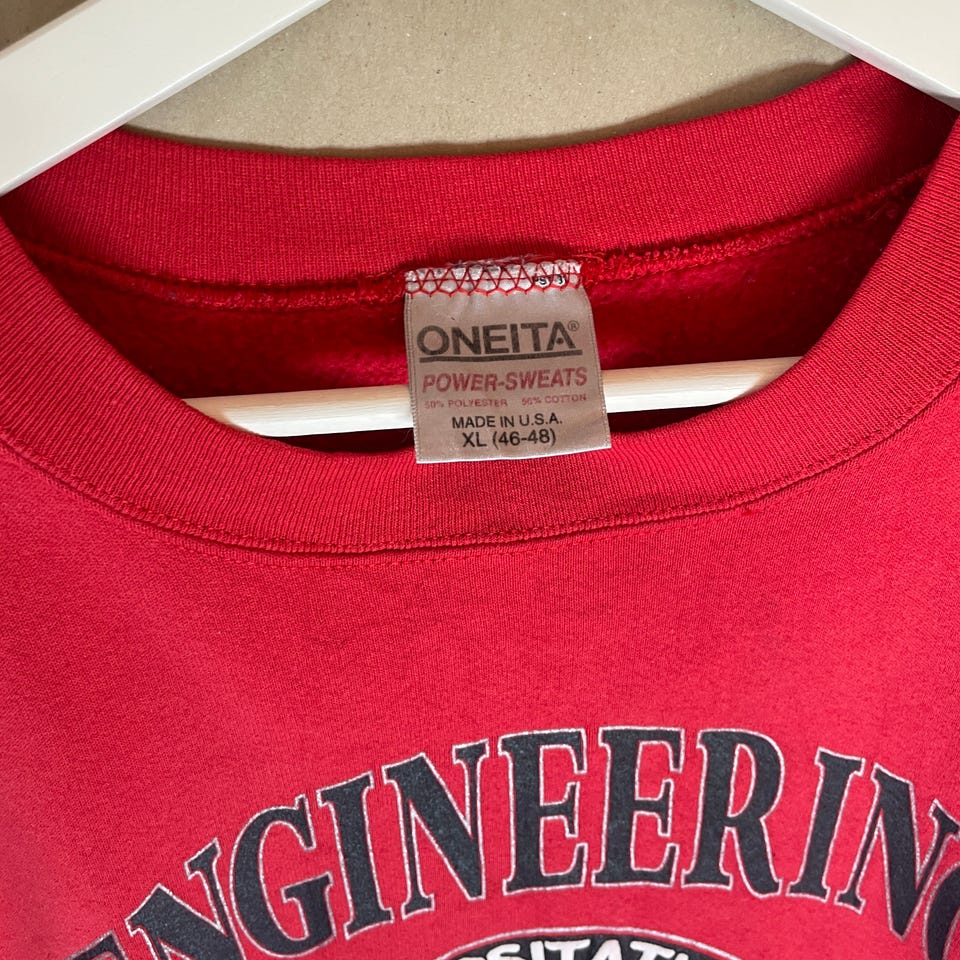 ONEITA®
POWER-SWEATS
50% POLYESTER 50% COTTON
MADE IN U.S.A.
XL (46-48)
ENGINEERING